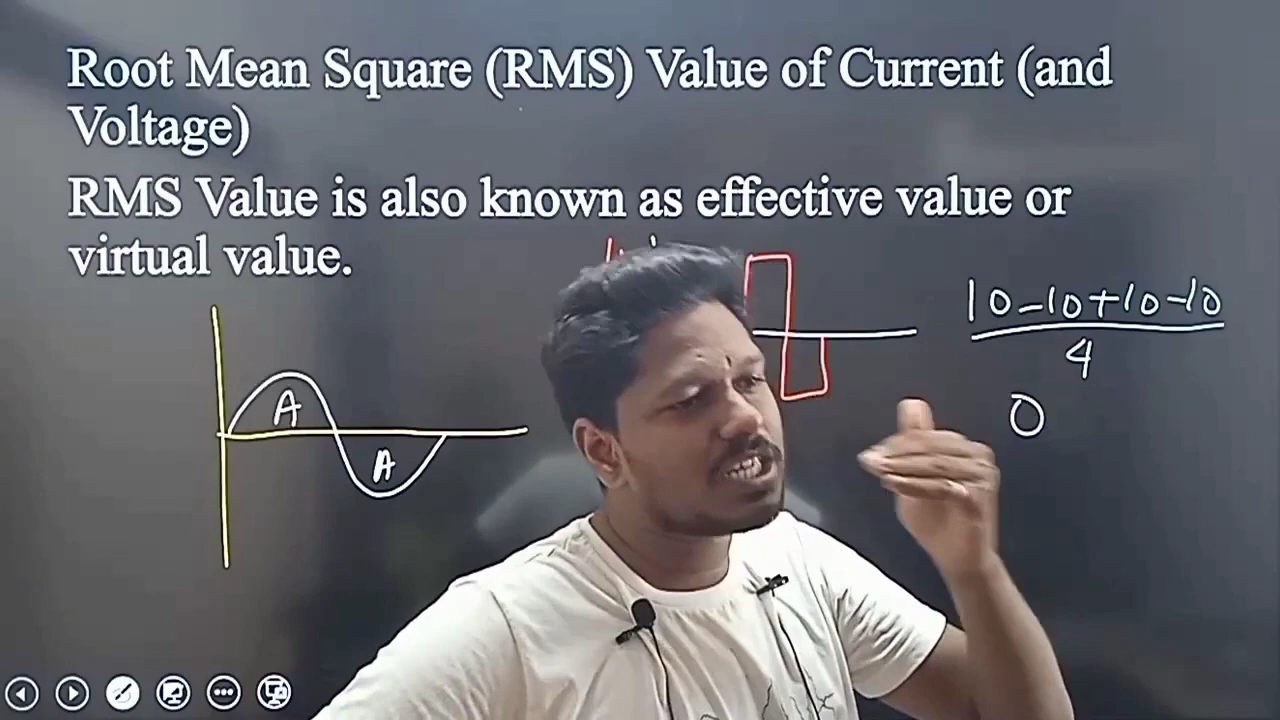 Root Mean Square (RMS) Value of Current (and
Voltage)
RMS Value is also known as effective value or
virtual value.
10-10+10-10
4
0
A
A